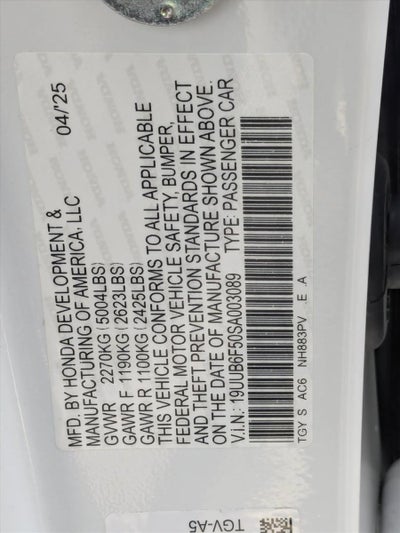 MFD. BY HONDA DEVELOPMENT & 04/'25
MANUFACTURING OF AMERICA, LLC
GVWR 2270KG (5004LBS)
GAWR F 1190KG (2623LBS)
GAWR R 1100KG (2425LBS)
THIS VEHICLE CONFORMS TO ALL APPLICABLE
FEDERAL MOTOR VEHICLE SAFETY, BUMPER,
AND THEFT PREVENTION STANDARDS IN EFFECT
ON THE DATE OF MANUFACTURE SHOWN ABOVE.
V.I.N.: 19UUB6F50SA003089 TYPE: PASSENGER CAR
TGY S AC6 NH883PV E .A
TGV-A5